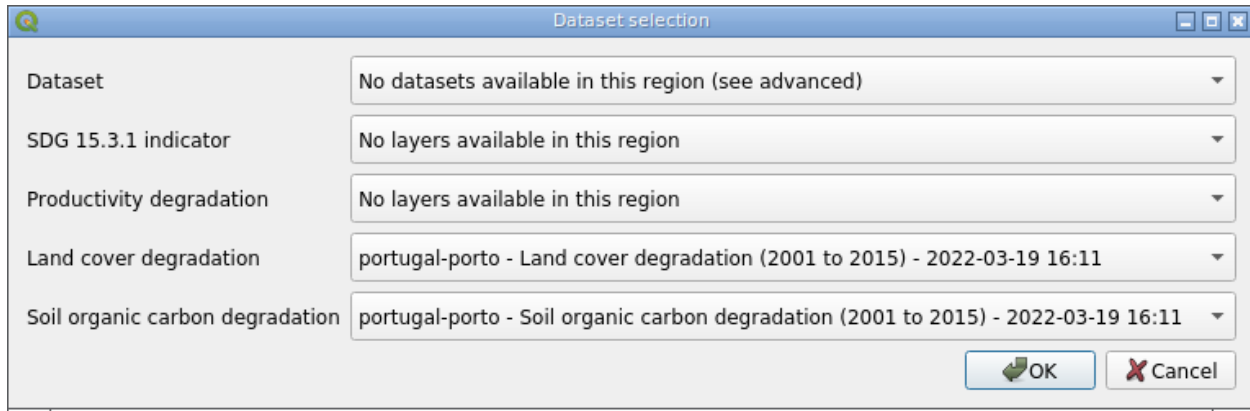 Dataset selection
Dataset No datasets available in this region (see advanced)
SDG 15.3.1 indicator No layers available in this region
Productivity degradation No layers available in this region
Land cover degradation portugal-porto - Land cover degradation (2001 to 2015) - 2022-03-19 16:11
Soil organic carbon degradation portugal-porto - Soil organic carbon degradation (2001 to 2015) - 2022-03-19 16:11
OK Cancel